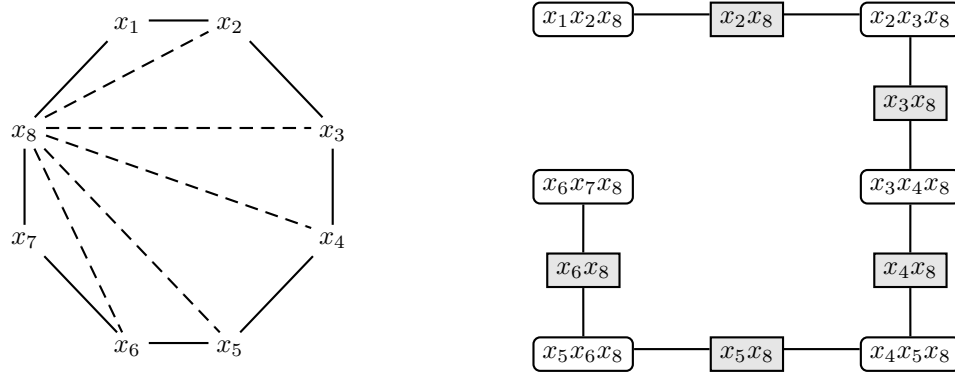 x₁ x₂
x₈ x₃
x₇ x₄
x₆ x₅
x₁x₂x₈ x₂x₈ x₂x₃x₈
x₃x₈
x₆x₇x₈ x₃x₄x₈
x₆x₈ x₄x₈
x₅x₆x₈ x₅x₈ x₄x₅x₈